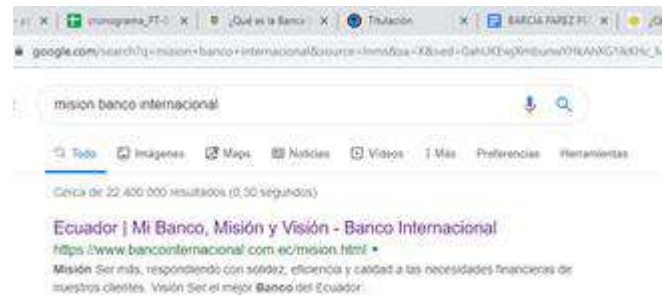 cronograma_PT-
¿Qué es la Banca
Titulación
GARCIA PAREZ
google.com/search?q=mision+banco+internacional&source=
mision banco internacional
Todo Imágenes Maps Noticias Vídeos Más Preferencias Herramientas
Cerca de 22.400.000 resultados (0,30 segundos)
Ecuador | Mi Banco, Misión y Visión - Banco Internacional
https://www.bancointernacional.com.ec/mision.html
Misión Ser más, respondiendo con solidez, eficiencia y calidad a las necesidades financieras de
nuestros clientes. Visión Ser el mejor Banco del Ecuador.